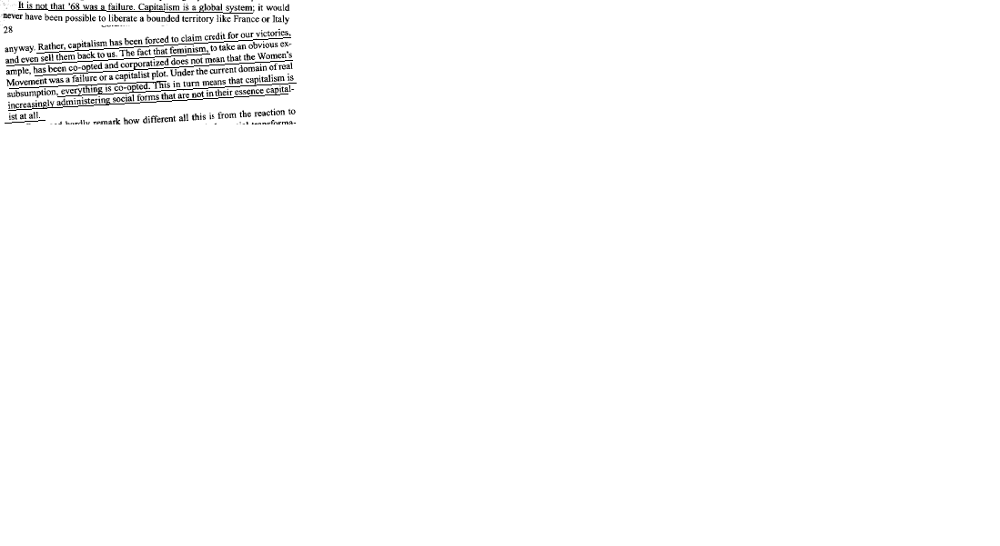 It is not that '68 was a failure. Capitalism is a global system; it would
never have been possible to liberate a bounded territory like France or Italy
28
anyway. Rather, capitalism has been forced to claim credit for our victories,
and even sell them back to us. The fact that feminism, to take an obvious ex-
ample, has been co-opted and corporatized does not mean that the Women's
Movement was a failure or a capitalist plot. Under the current domain of real
subsumption, everything is co-opted. This in turn means that capitalism is
increasingly administering social forms that are not in their essence capital-
ist at all.
hardly remark how different all this is from the reaction to